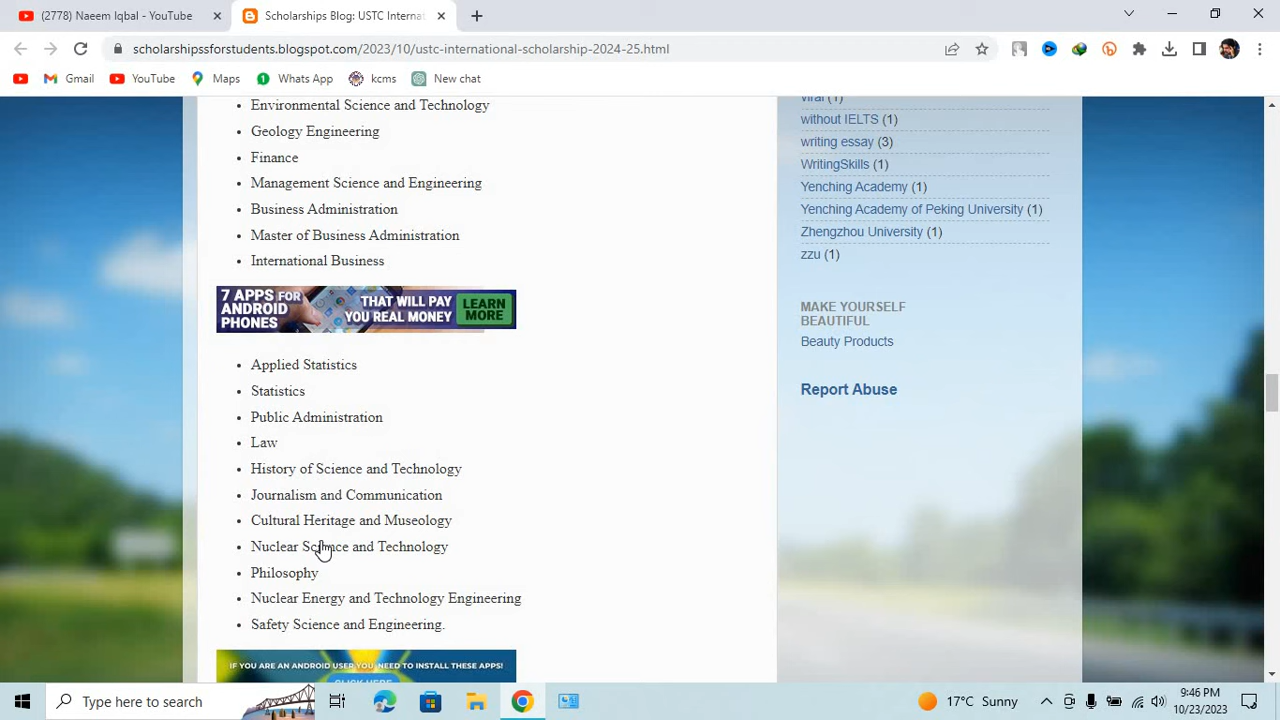 (2778) Naeem Iqbal - YouTube
Scholarships Blog: USTC Interna
scholarshipssforstudents.blogspot.com/2023/10/ustc-international-scholarship-2024-25.html
Gmail
YouTube
Maps
Whats App
kcms
New chat
Environmental Science and Technology
Geology Engineering
Finance
Management Science and Engineering
Business Administration
Master of Business Administration
International Business
7 APPS FOR ANDROID PHONES
THAT WILL PAY YOU REAL MONEY
LEARN MORE
Applied Statistics
Statistics
Public Administration
Law
History of Science and Technology
Journalism and Communication
Cultural Heritage and Museology
Nuclear Science and Technology
Philosophy
Nuclear Energy and Technology Engineering
Safety Science and Engineering.
IF YOU ARE AN ANDROID USER YOU NEED TO INSTALL THESE APPS!
CLICK HERE
viral (1)
without IELTS (1)
writing essay (3)
WritingSkills (1)
Yenching Academy (1)
Yenching Academy of Peking University (1)
Zhengzhou University (1)
zzu (1)
MAKE YOURSELF
BEAUTIFUL
Beauty Products
Report Abuse
Type here to search
17°C Sunny
9:46 PM
10/23/2023